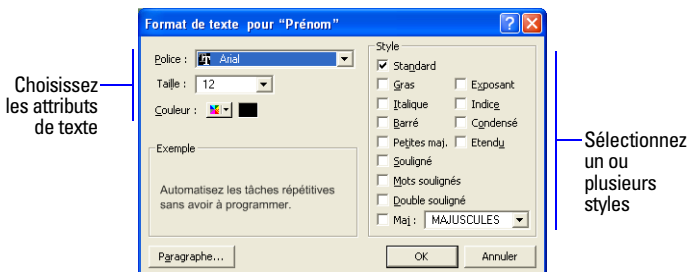 Format de texte pour “Prénom”
Choisissez
les attributs
de texte
Police : Arial
Taille : 12
Couleur :
Exemple
Automatisez les tâches répétitives
sans avoir à programmer.
Paragraphe...
Style
Standard
Gras Exposant
Italique Indice
Barré Condensé
Petites maj. Etendu
Souligné
Mots soulignés
Double souligné
Maj : MAJUSCULES
OK Annuler
Sélectionnez
un ou
plusieurs
styles